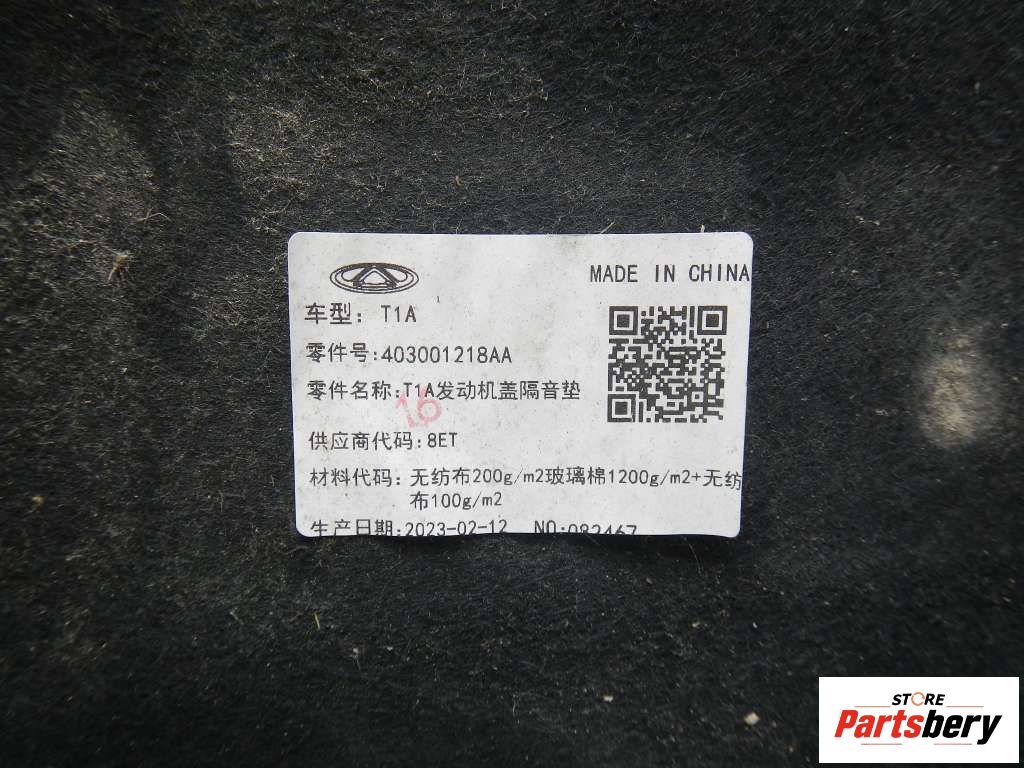 MADE IN CHINA
车型: T1A
零件号:403001218AA
零件名称:T1A发动机盖隔音垫
16
供应商代码:8ET
材料代码: 无纺布200g/m2玻璃棉1200g/m2+无纺
布100g/m2
生产日期:2023-02-12 NO:082467
STORE
Partsbery